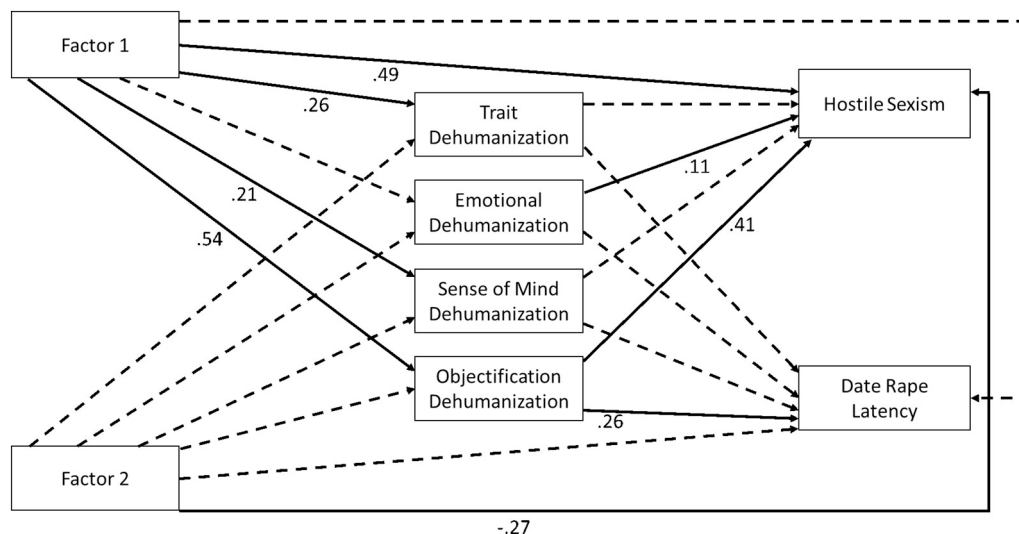 Factor 1
.49
.26
Hostile Sexism
Trait
Dehumanization
.11
Emotional
Dehumanization
.21
.41
.54
Sense of Mind
Dehumanization
Objectification
Dehumanization
Date Rape
Latency
.26
Factor 2
-.27